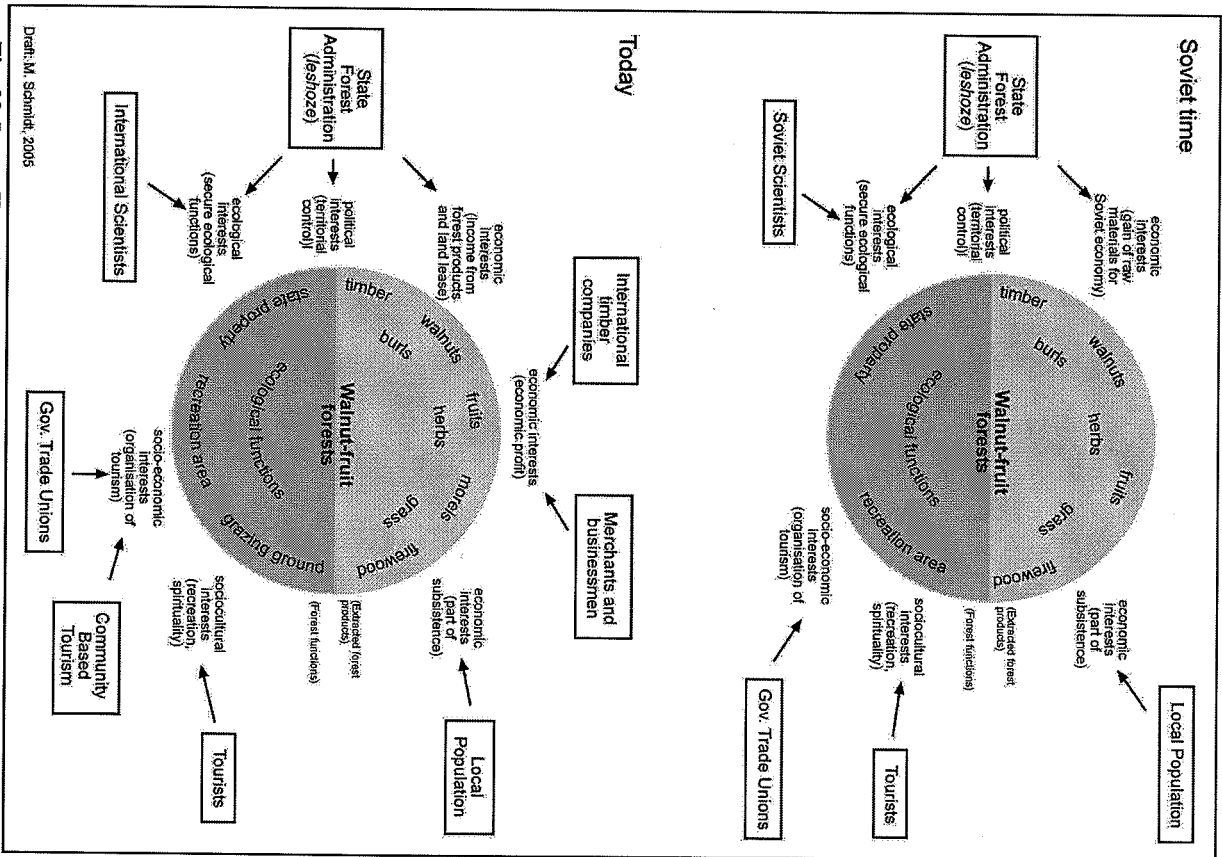 Soviet time
State
Forest
Administration
(leshoze)
Soviet Scientists
economic
interests
(gain of raw
materials for
Soviet economy)
political
interests
(territorial
control)
ecological
interests
(secure ecological
functions)
timber
walnuts
burls
herbs
fruits
grass
firewood
Walnut-fruit
forests
state property
ecological functions
recreation area
(Extracted forest
products)
(Forest functions)
economic
interests
(part of
subsistence)
Local Population
sociocultural
interests
(recreation,
spirituality)
Tourists
socio-economic
interests
(organisation of
tourism)
Gov. Trade Unions
Today
State
Forest
Administration
(leshoze)
International Scientists
economic
interests
(income from
forest products
and land lease)
political
interests
(territorial
control)
ecological
interests
(secure ecological
functions)
International
timber
companies
economic interests
(economic profit)
Merchants and
businessmen
timber
walnuts
burls
fruits
herbs
morels
grass
firewood
Walnut-fruit
forests
state property
ecological functions
recreation area
grazing ground
(Extracted forest
products)
(Forest functions)
economic
interests
(part of
subsistence)
Local
Population
sociocultural
interests
(recreation,
spirituality)
Tourists
socio-economic
interests
(organisation of
tourism)
Gov. Trade Unions
Community
Based
Tourism
Draft: M. Schmidt, 2005